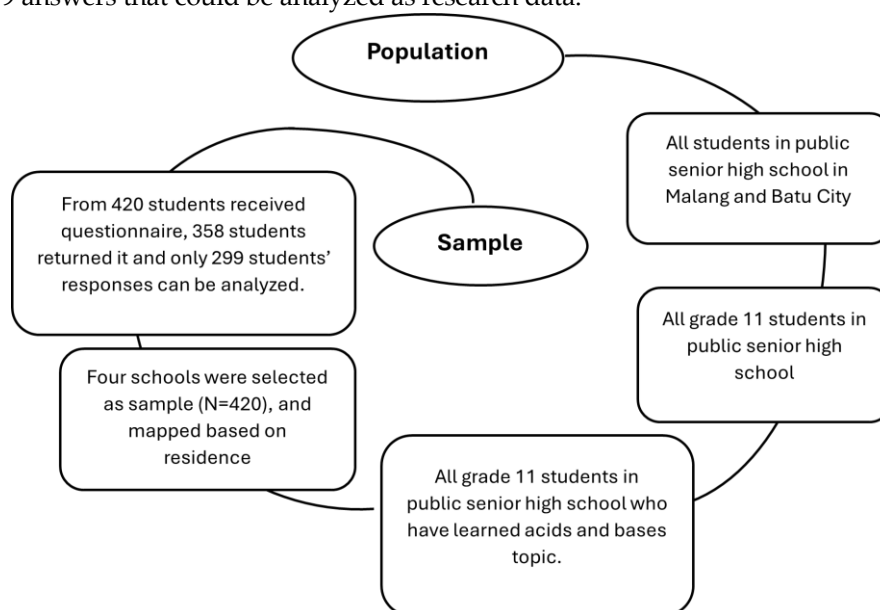 9 answers that could be analyzed as research data.
Population
All students in public
senior high school in
Malang and Batu City
All grade 11 students in
public senior high
school
All grade 11 students in
public senior high school who
have learned acids and bases
topic.
Four schools were selected
as sample (N=420), and
mapped based on
residence
From 420 students received
questionnaire, 358 students
returned it and only 299 students’
responses can be analyzed.
Sample